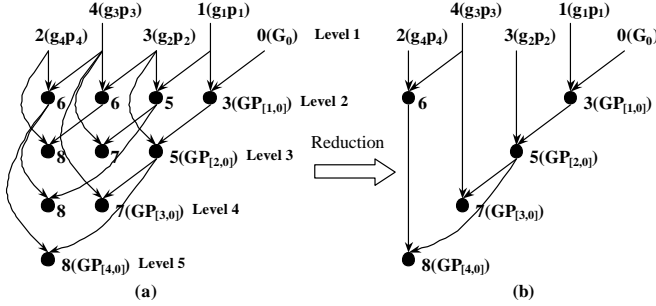 4(g₃p₃) 1(g₁p₁) 4(g₃p₃) 1(g₁p₁)
2(g₄p₄) 3(g₂p₂) 0(G₀) Level 1 2(g₄p₄) 3(g₂p₂) 0(G₀)
6 6 5 3(GP[1,0]) Level 2 6 3(GP[1,0])
Reduction
8 7 5(GP[2,0]) Level 3 5(GP[2,0])
8 7(GP[3,0]) Level 4 7(GP[3,0])
8(GP[4,0]) Level 5 8(GP[4,0])
(a) (b)